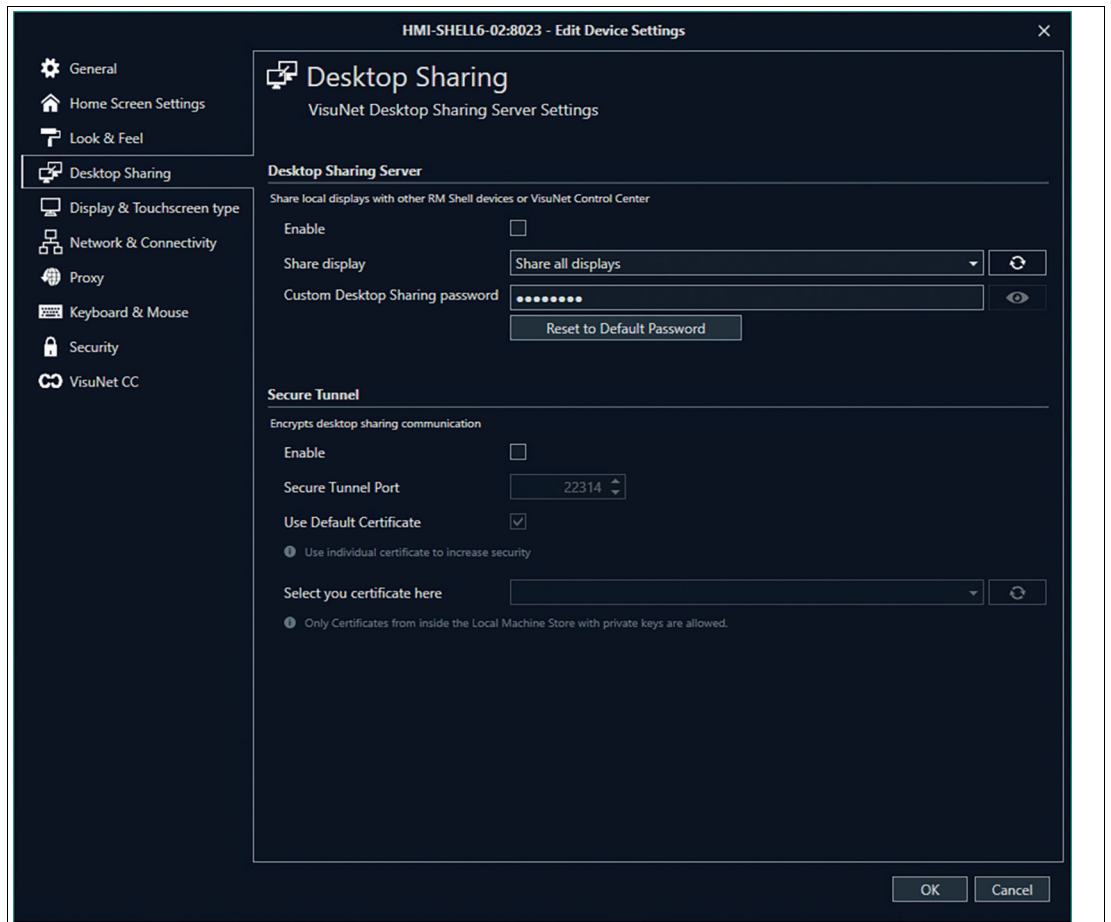 HMI-SHELL6-02:8023 - Edit Device Settings
General
Home Screen Settings
Look & Feel
Desktop Sharing
Display & Touchscreen type
Network & Connectivity
Proxy
Keyboard & Mouse
Security
VisuNet CC
Desktop Sharing
VisuNet Desktop Sharing Server Settings
Desktop Sharing Server
Share local displays with other RM Shell devices or VisuNet Control Center
Enable
Share display Share all displays
Custom Desktop Sharing password ●●●●●●●●
Reset to Default Password
Secure Tunnel
Encrypts desktop sharing communication
Enable
Secure Tunnel Port 22314
Use Default Certificate
Use individual certificate to increase security
Select you certificate here
Only Certificates from inside the Local Machine Store with private keys are allowed.
OK Cancel